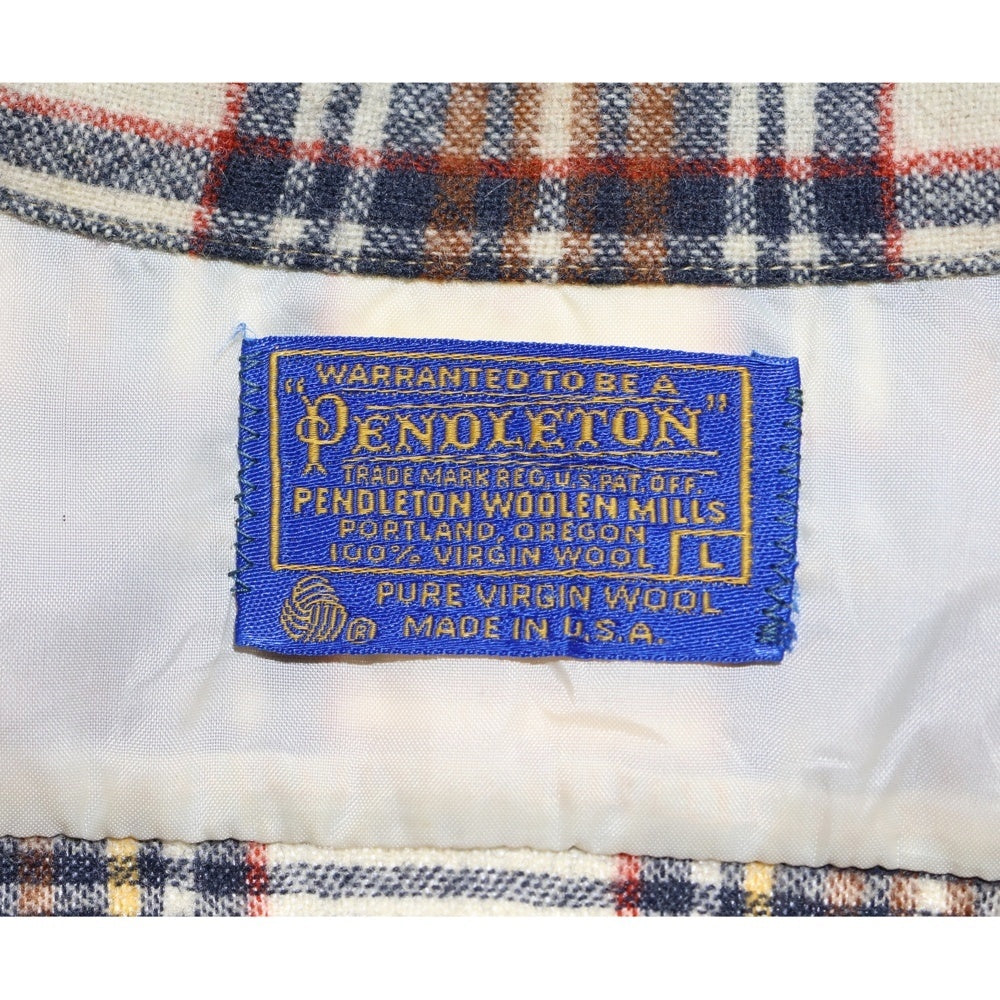 WARRANTED TO BE A
"PENDLETON"
TRADE MARK REG. U.S. PAT. OFF.
PENDLETON WOOLEN MILLS
PORTLAND, OREGON
100% VIRGIN WOOL L
PURE VIRGIN WOOL
® MADE IN U.S.A.